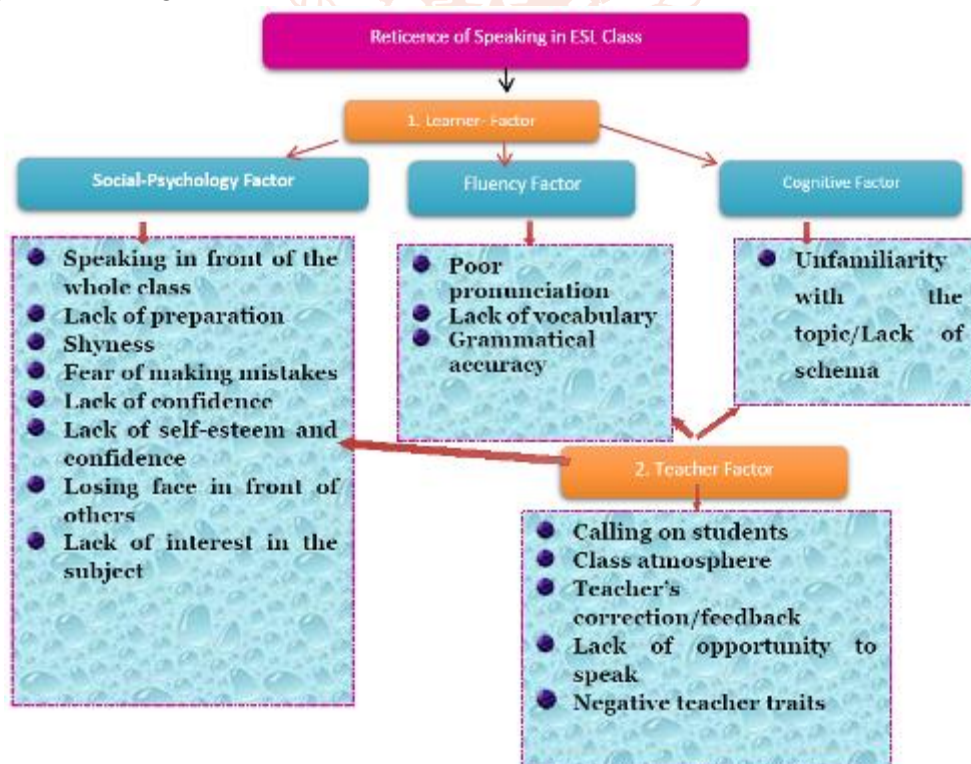 Reticence of Speaking in ESL Class
1. Learner- Factor
Social-Psychology Factor
Fluency Factor
Cognitive Factor
Speaking in front of the
whole class
Lack of preparation
Shyness
Fear of making mistakes
Lack of confidence
Lack of self-esteem and
confidence
Losing face in front of
others
Lack of interest in the
subject
Poor
pronunciation
Lack of vocabulary
Grammatical
accuracy
Unfamiliarity
with the
topic/Lack of
schema
2. Teacher Factor
Calling on students
Class atmosphere
Teacher's
correction/feedback
Lack of opportunity to
speak
Negative teacher traits